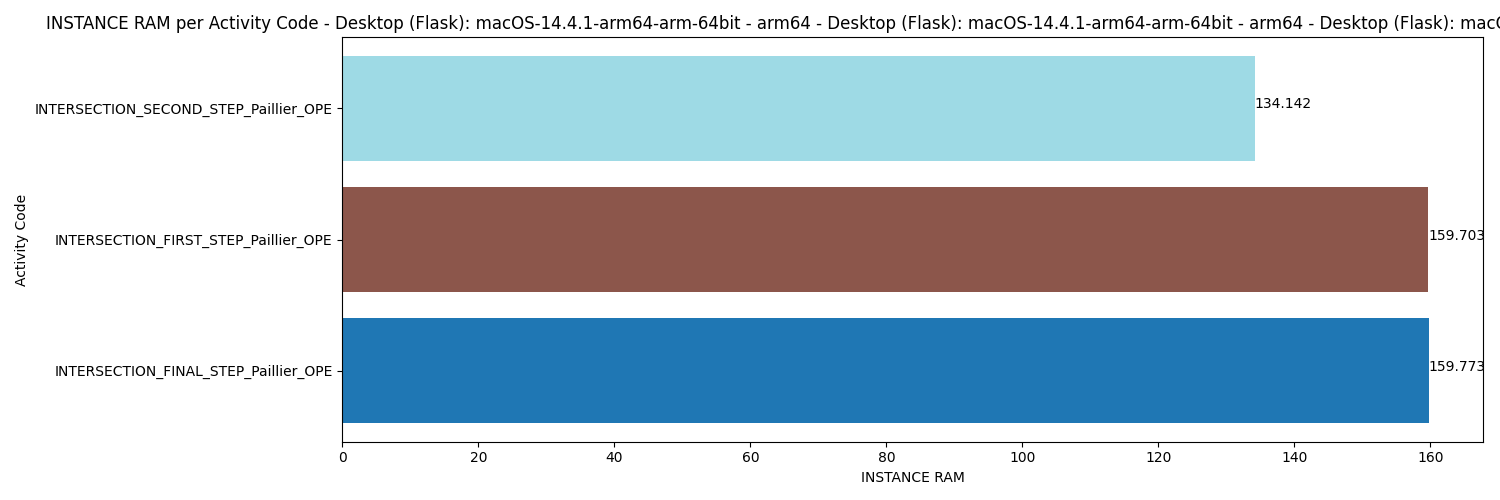 INSTANCE RAM per Activity Code - Desktop (Flask): macOS-14.4.1-arm64-arm-64bit - arm64 - Desktop (Flask): macOS-14.4.1-arm64-arm-64bit - arm64 - Desktop (Flask):
INTERSECTION_SECOND_STEP_Paillier_OPE
134.142
INTERSECTION_FIRST_STEP_Paillier_OPE
159.703
INTERSECTION_FINAL_STEP_Paillier_OPE
159.773
Activity Code
0 20 40 60 80 100 120 140 160
INSTANCE RAM